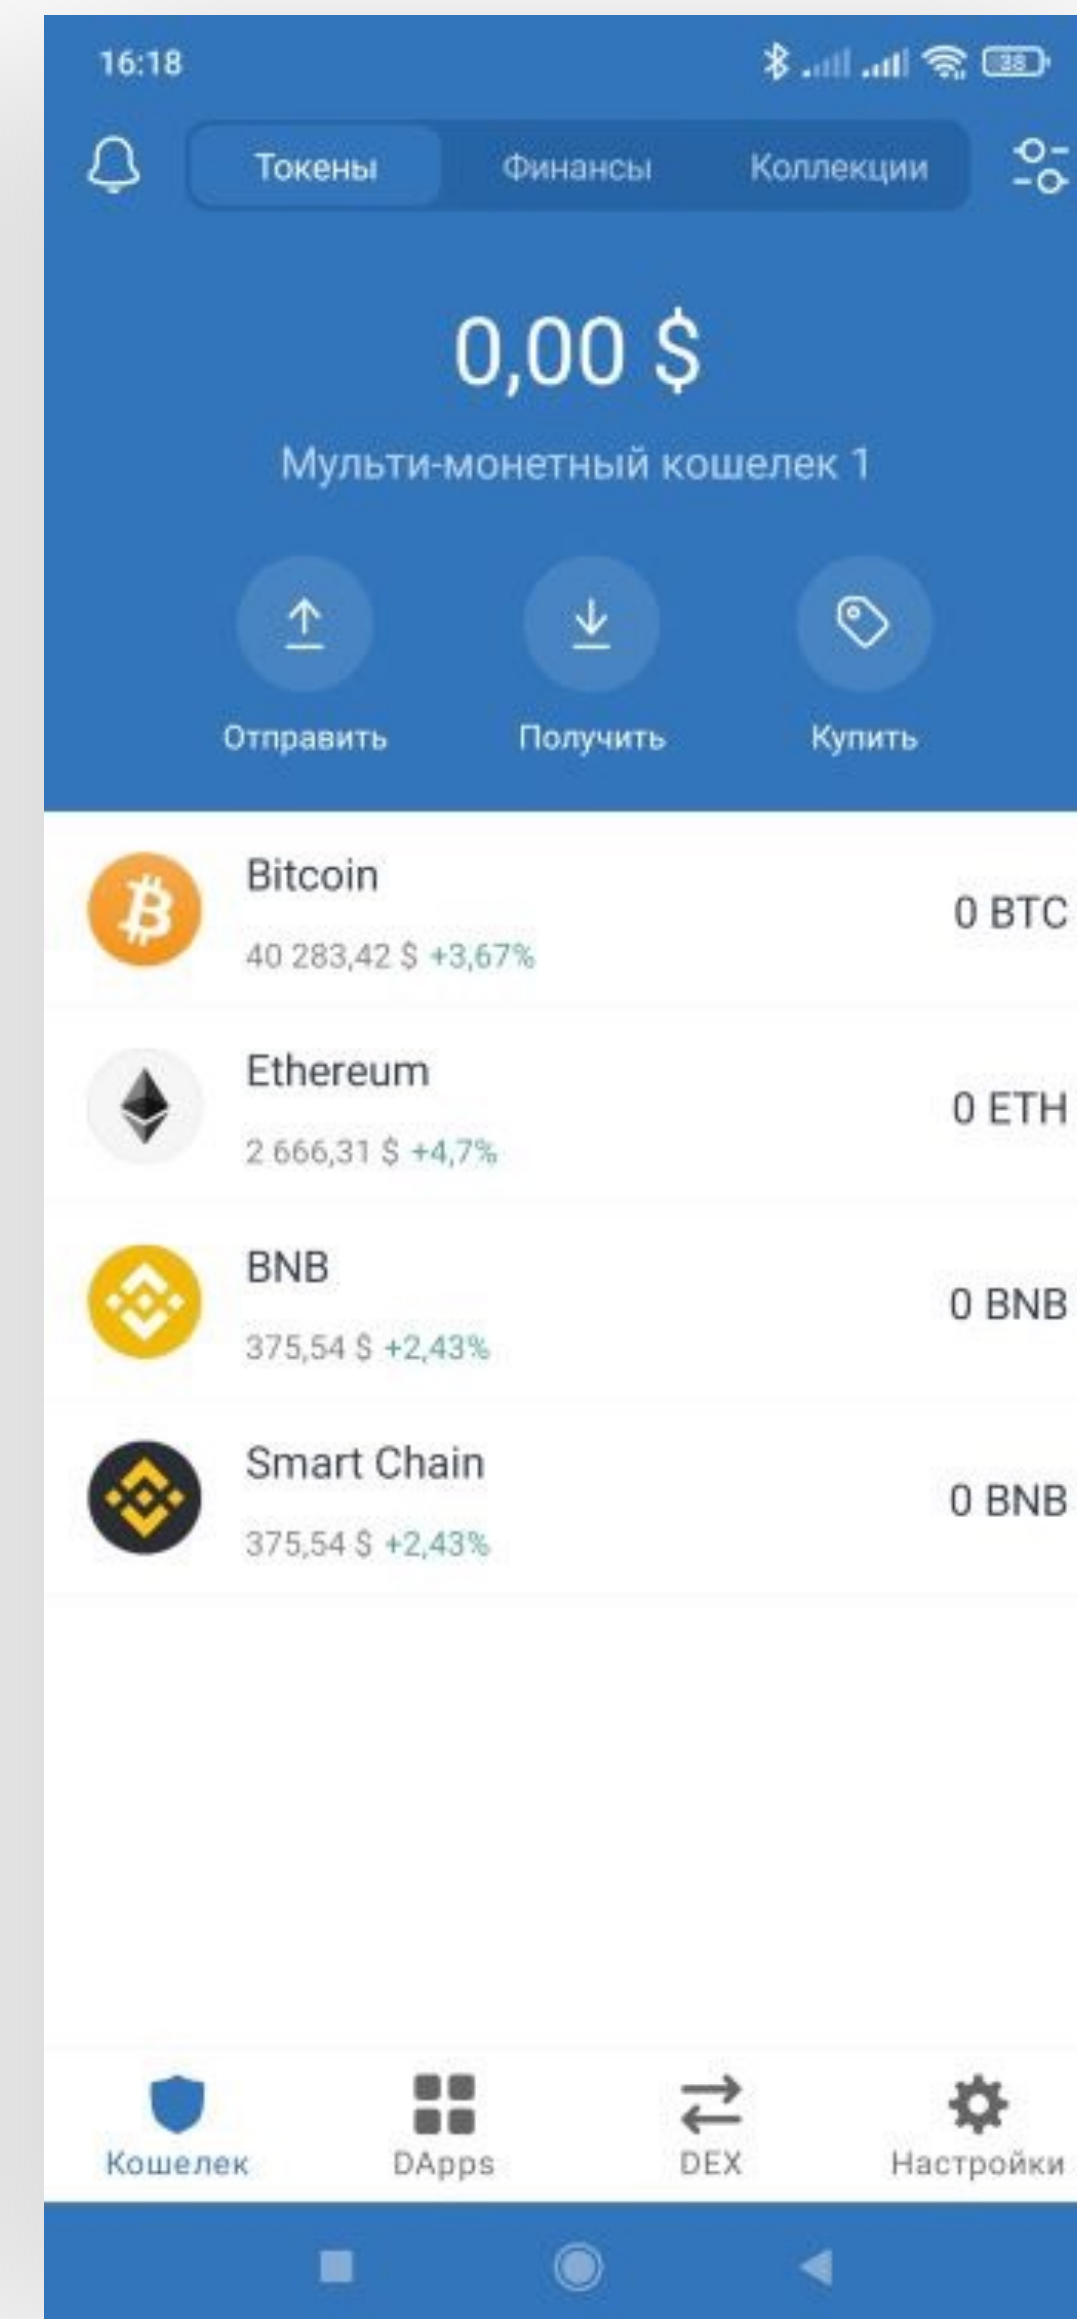 16:18
38
Токены Финансы Коллекции
0,00 $
Мульти-монетный кошелек 1
Отправить Получить Купить
Bitcoin
0 BTC
40 283,42 $ +3,67%
Ethereum
0 ETH
2 666,31 $ +4,7%
BNB
0 BNB
375,54 $ +2,43%
Smart Chain
0 BNB
375,54 $ +2,43%
Кошелек DApps DEX Настройки